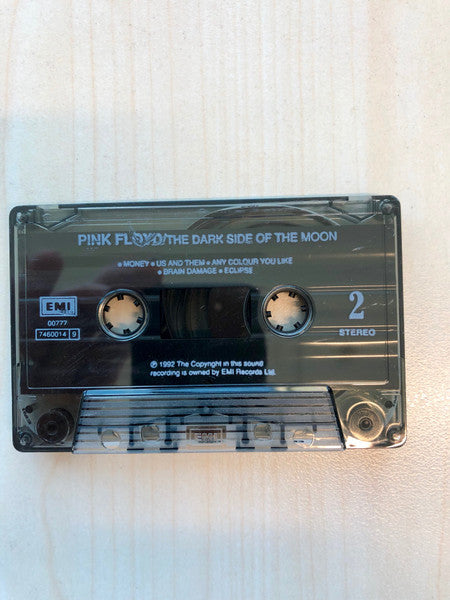 PINK FLOYD/THE DARK SIDE OF THE MOON
• MONEY • US AND THEM • ANY COLOUR YOU LIKE
• BRAIN DAMAGE • ECLIPSE
EMI
00777
7460014 9
2
STEREO
℗ 1992 The Copyright in this sound
recording is owned by EMI Records Ltd.
EMI